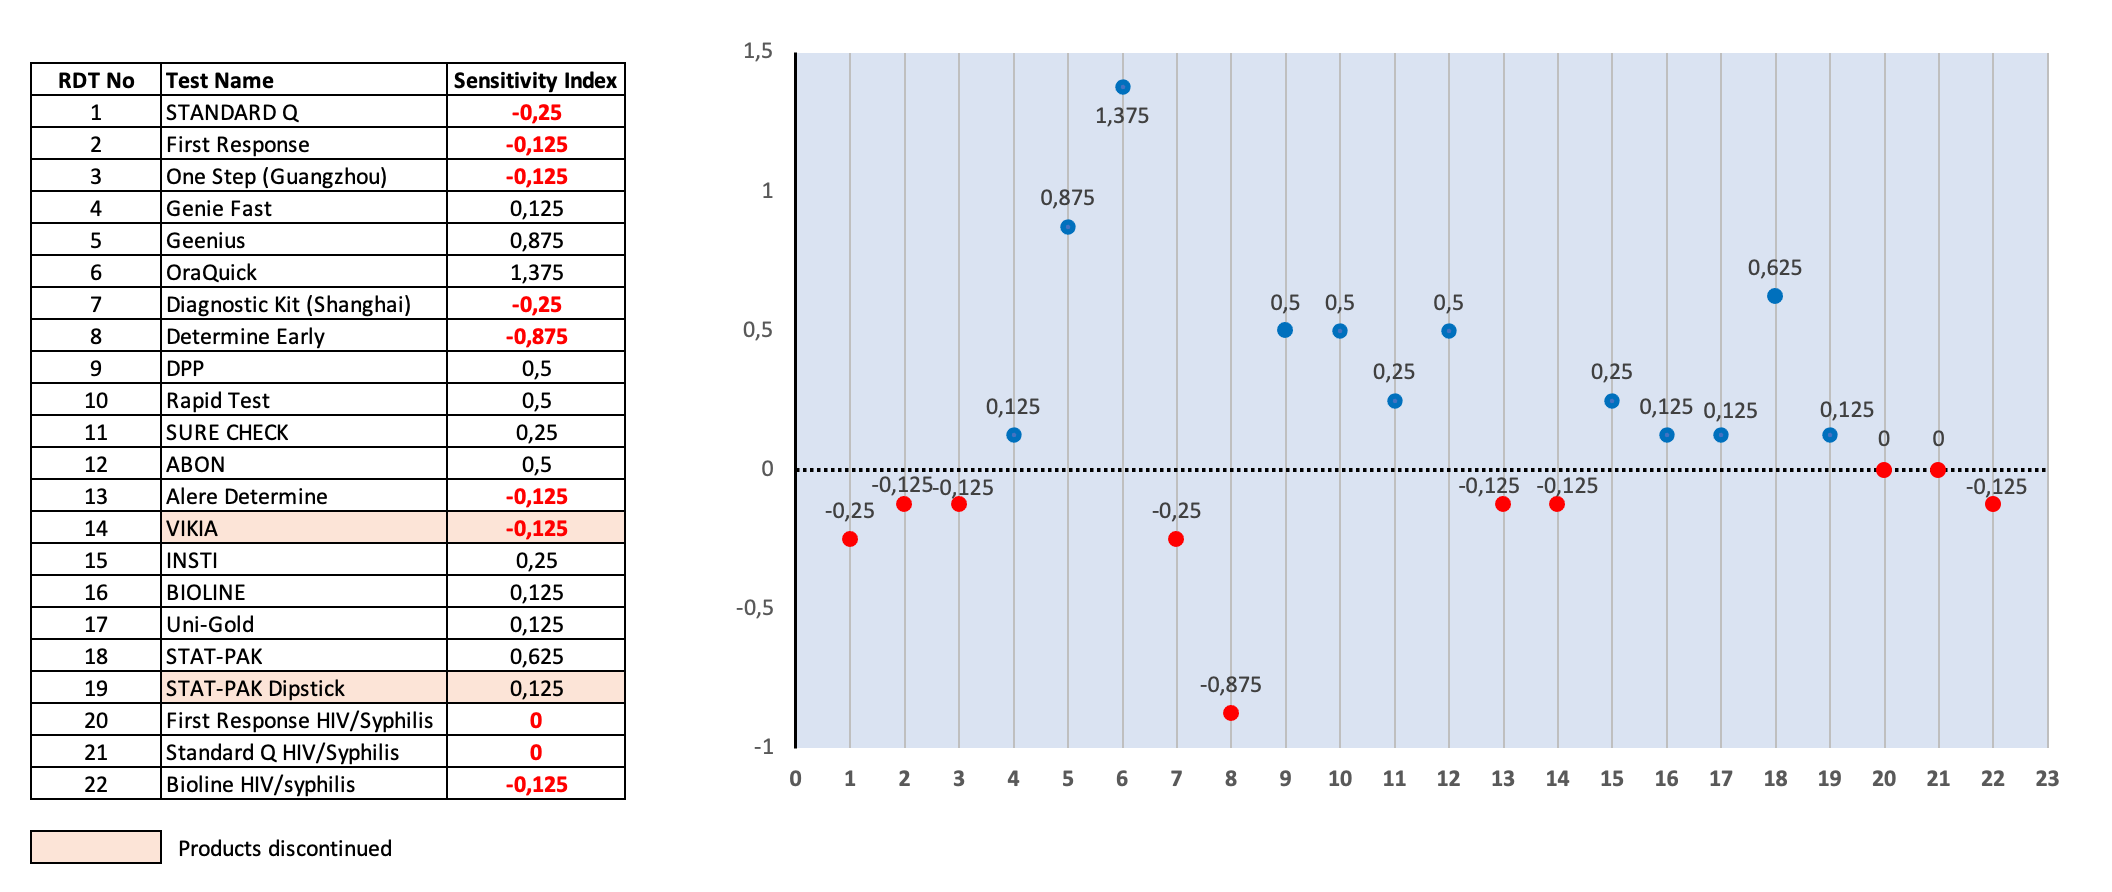 RDT No Test Name Sensitivity Index
1 STANDARD Q -0,25
2 First Response -0,125
3 One Step (Guangzhou) -0,125
4 Genie Fast 0,125
5 Geenius 0,875
6 OraQuick 1,375
7 Diagnostic Kit (Shanghai) -0,25
8 Determine Early -0,875
9 DPP 0,5
10 Rapid Test 0,5
11 SURE CHECK 0,25
12 ABON 0,5
13 Alere Determine -0,125
14 VIKIA -0,125
15 INSTI 0,25
16 BIOLINE 0,125
17 Uni-Gold 0,125
18 STAT-PAK 0,625
19 STAT-PAK Dipstick 0,125
20 First Response HIV/Syphilis 0
21 Standard Q HIV/Syphilis 0
22 Bioline HIV/syphilis -0,125
Products discontinued
1,5
1,375
1
0,875
0,625
0,5 0,5 0,5 0,5
0,25 0,25
0,125 0,125 0,125 0,125
0 0 0
-0,125 -0,125 -0,125 -0,125 -0,125
-0,25 -0,25
-0,5
-0,875
-1
0 1 2 3 4 5 6 7 8 9 10 11 12 13 14 15 16 17 18 19 20 21 22 23